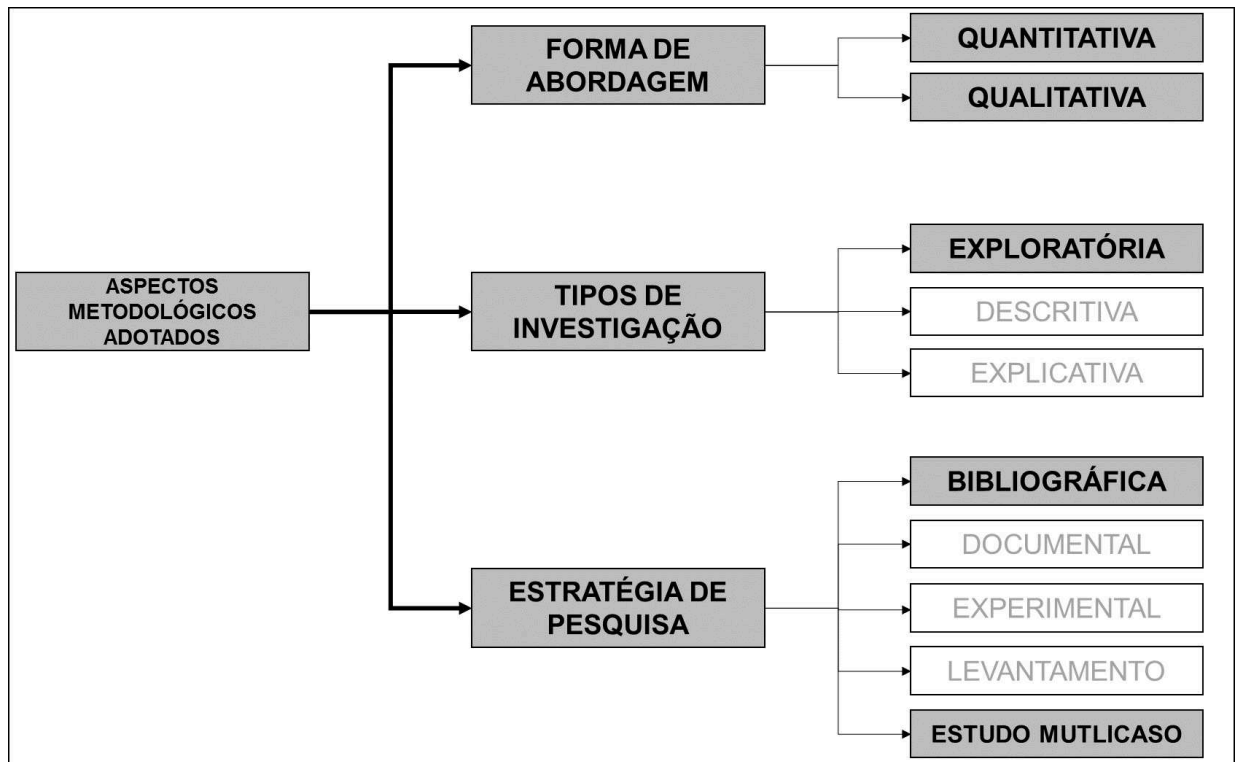 FORMA DE
ABORDAGEM
QUANTITATIVA
QUALITATIVA
ASPECTOS
METODOLÓGICOS
ADOTADOS
TIPOS DE
INVESTIGAÇÃO
EXPLORATÓRIA
DESCRITIVA
EXPLICATIVA
ESTRATÉGIA DE
PESQUISA
BIBLIOGRÁFICA
DOCUMENTAL
EXPERIMENTAL
LEVANTAMENTO
ESTUDO MUTLICASO